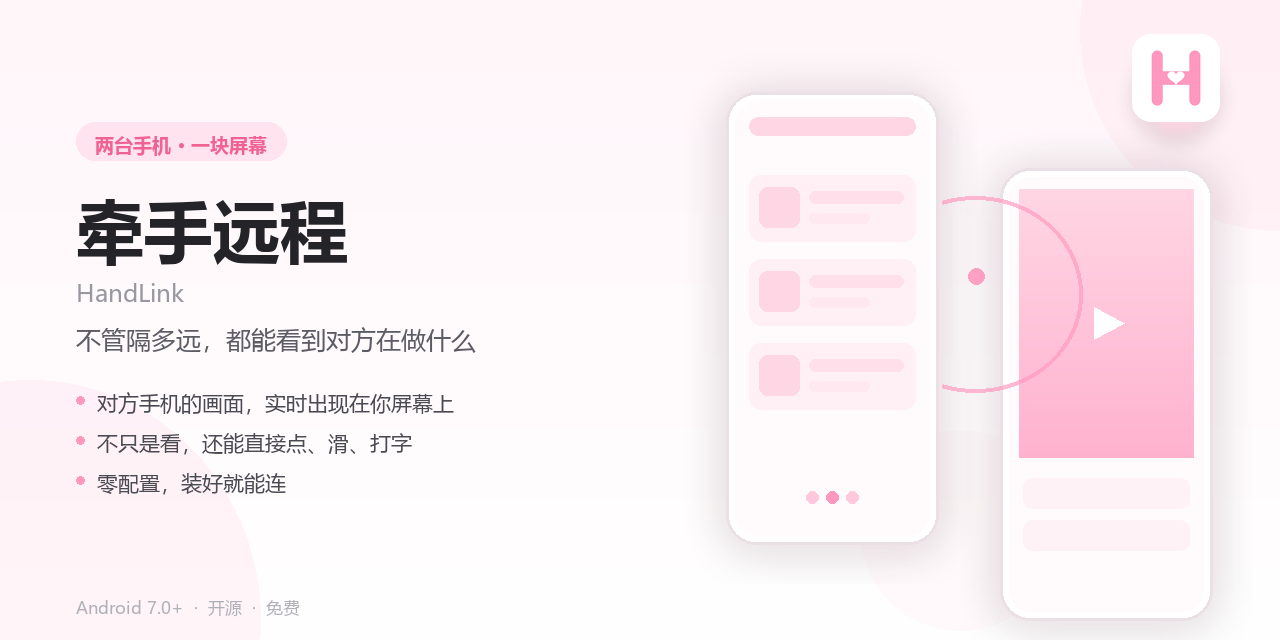 两台手机·一块屏幕
牵手远程
HandLink
不管隔多远，都能看到对方在做什么
对方手机的画面，实时出现在你屏幕上
不只是看，还能直接点、滑、打字
零配置，装好就能连
Android 7.0+ · 开源 · 免费
H